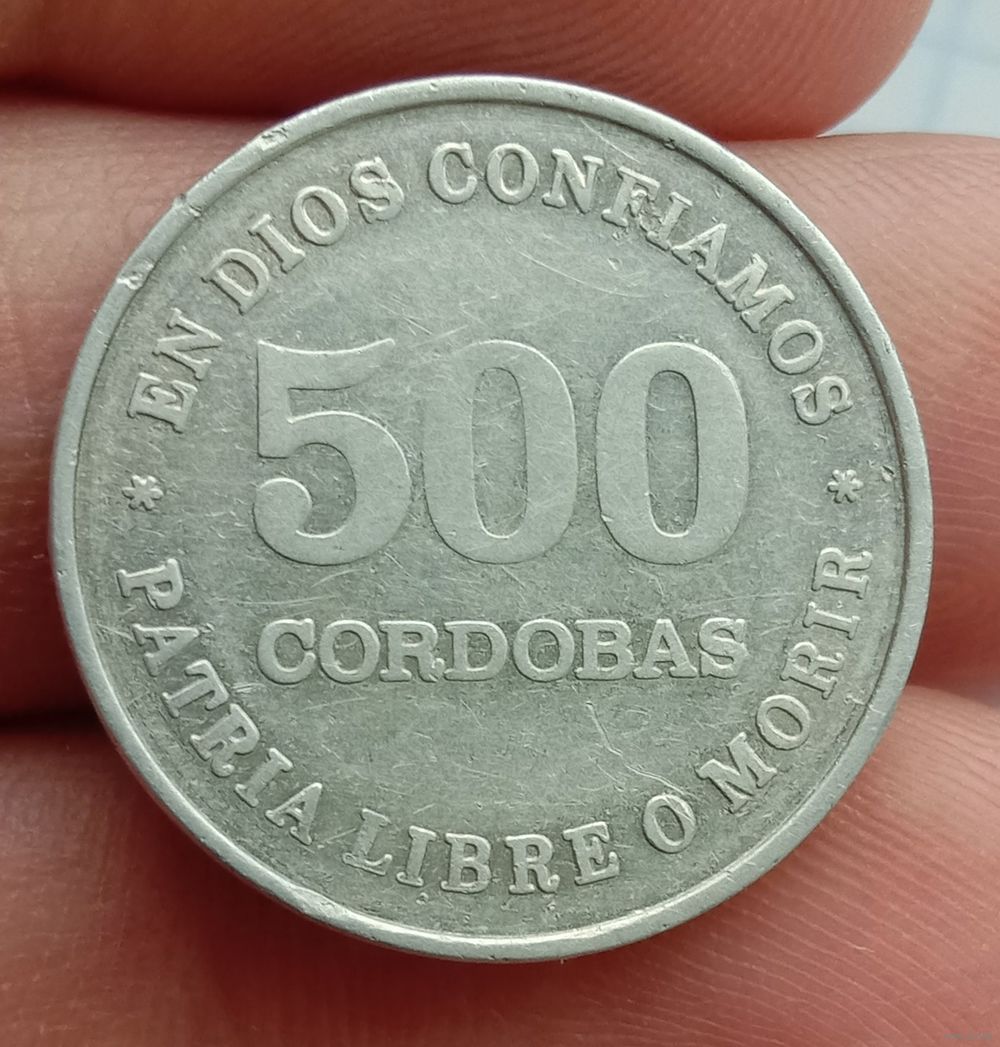 EN DIOS CONFIAMOS
500
CORDOBAS
* PATRIA LIBRE O MORIR *